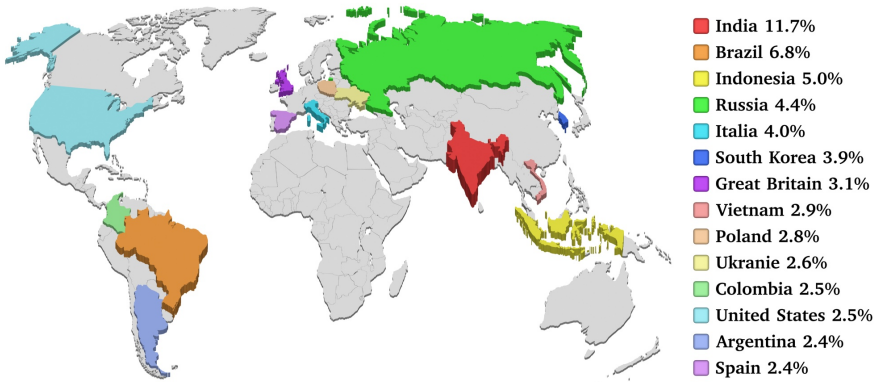 India 11.7%
Brazil 6.8%
Indonesia 5.0%
Russia 4.4%
Italia 4.0%
South Korea 3.9%
Great Britain 3.1%
Vietnam 2.9%
Poland 2.8%
Ukranie 2.6%
Colombia 2.5%
United States 2.5%
Argentina 2.4%
Spain 2.4%